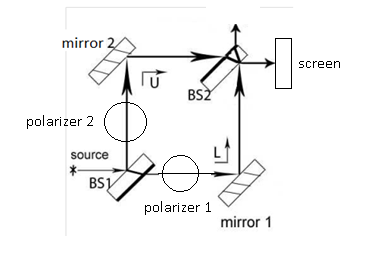 mirror 2
screen
U
BS2
polarizer 2
source
L
BS1
polarizer 1
mirror 1